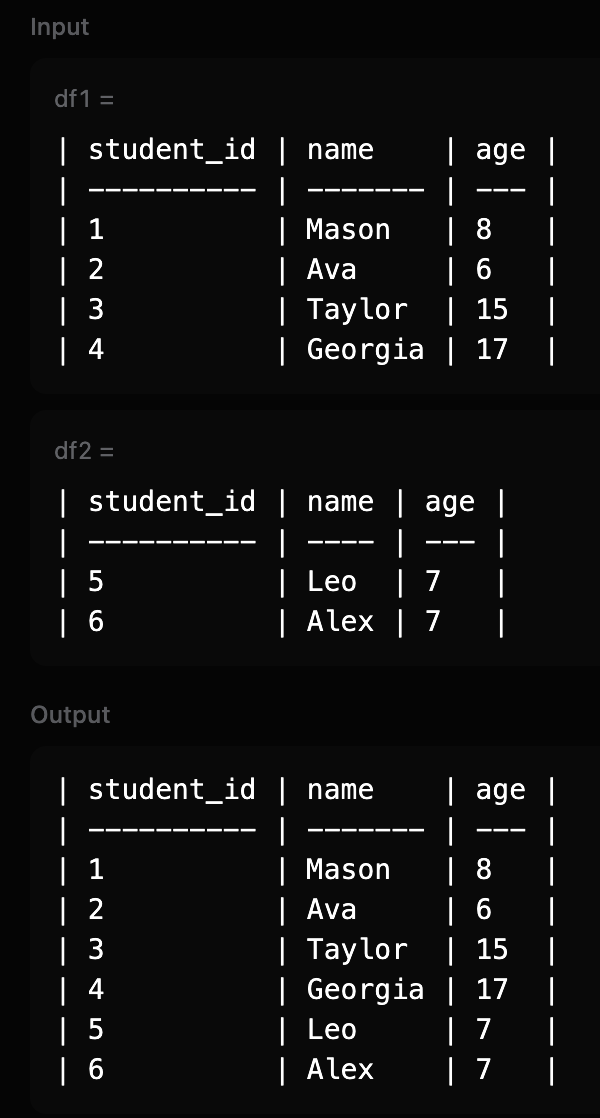 Input
df1 =
| student_id | name    | age |
| ---------- | ------- | --- |
| 1          | Mason   | 8   |
| 2          | Ava     | 6   |
| 3          | Taylor  | 15  |
| 4          | Georgia | 17  |
df2 =
| student_id | name | age |
| ---------- | ---- | --- |
| 5          | Leo  | 7   |
| 6          | Alex | 7   |
Output
| student_id | name    | age |
| ---------- | ------- | --- |
| 1          | Mason   | 8   |
| 2          | Ava     | 6   |
| 3          | Taylor  | 15  |
| 4          | Georgia | 17  |
| 5          | Leo     | 7   |
| 6          | Alex    | 7   |